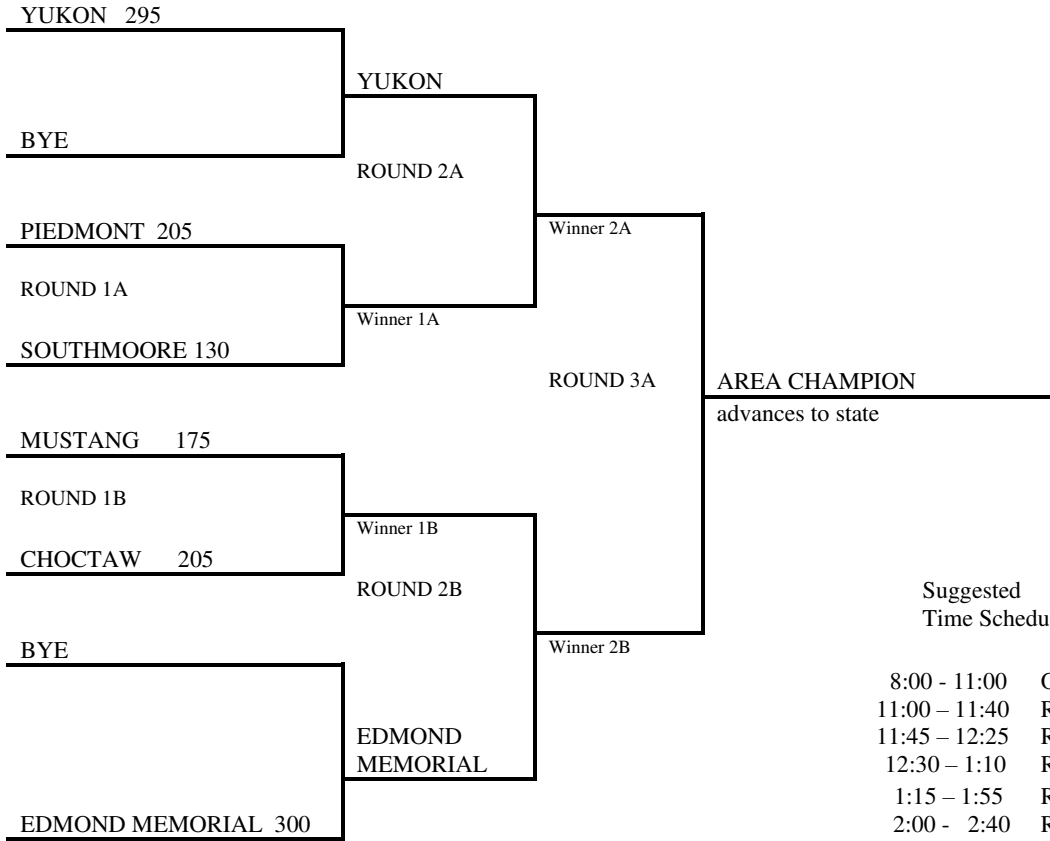 YUKON 295
YUKON
BYE
ROUND 2A
PIEDMONT 205
Winner 2A
ROUND 1A
Winner 1A
SOUTHMOORE 130
ROUND 3A
AREA CHAMPION
advances to state
MUSTANG 175
ROUND 1B
Winner 1B
CHOCTAW 205
ROUND 2B
Suggested
Time Schedu
BYE
Winner 2B
8:00 - 11:00
11:00 – 11:40 R
11:45 – 12:25 R
EDMOND
MEMORIAL
12:30 – 1:10 R
1:15 – 1:55 R
EDMOND MEMORIAL 300
2:00 - 2:40 R